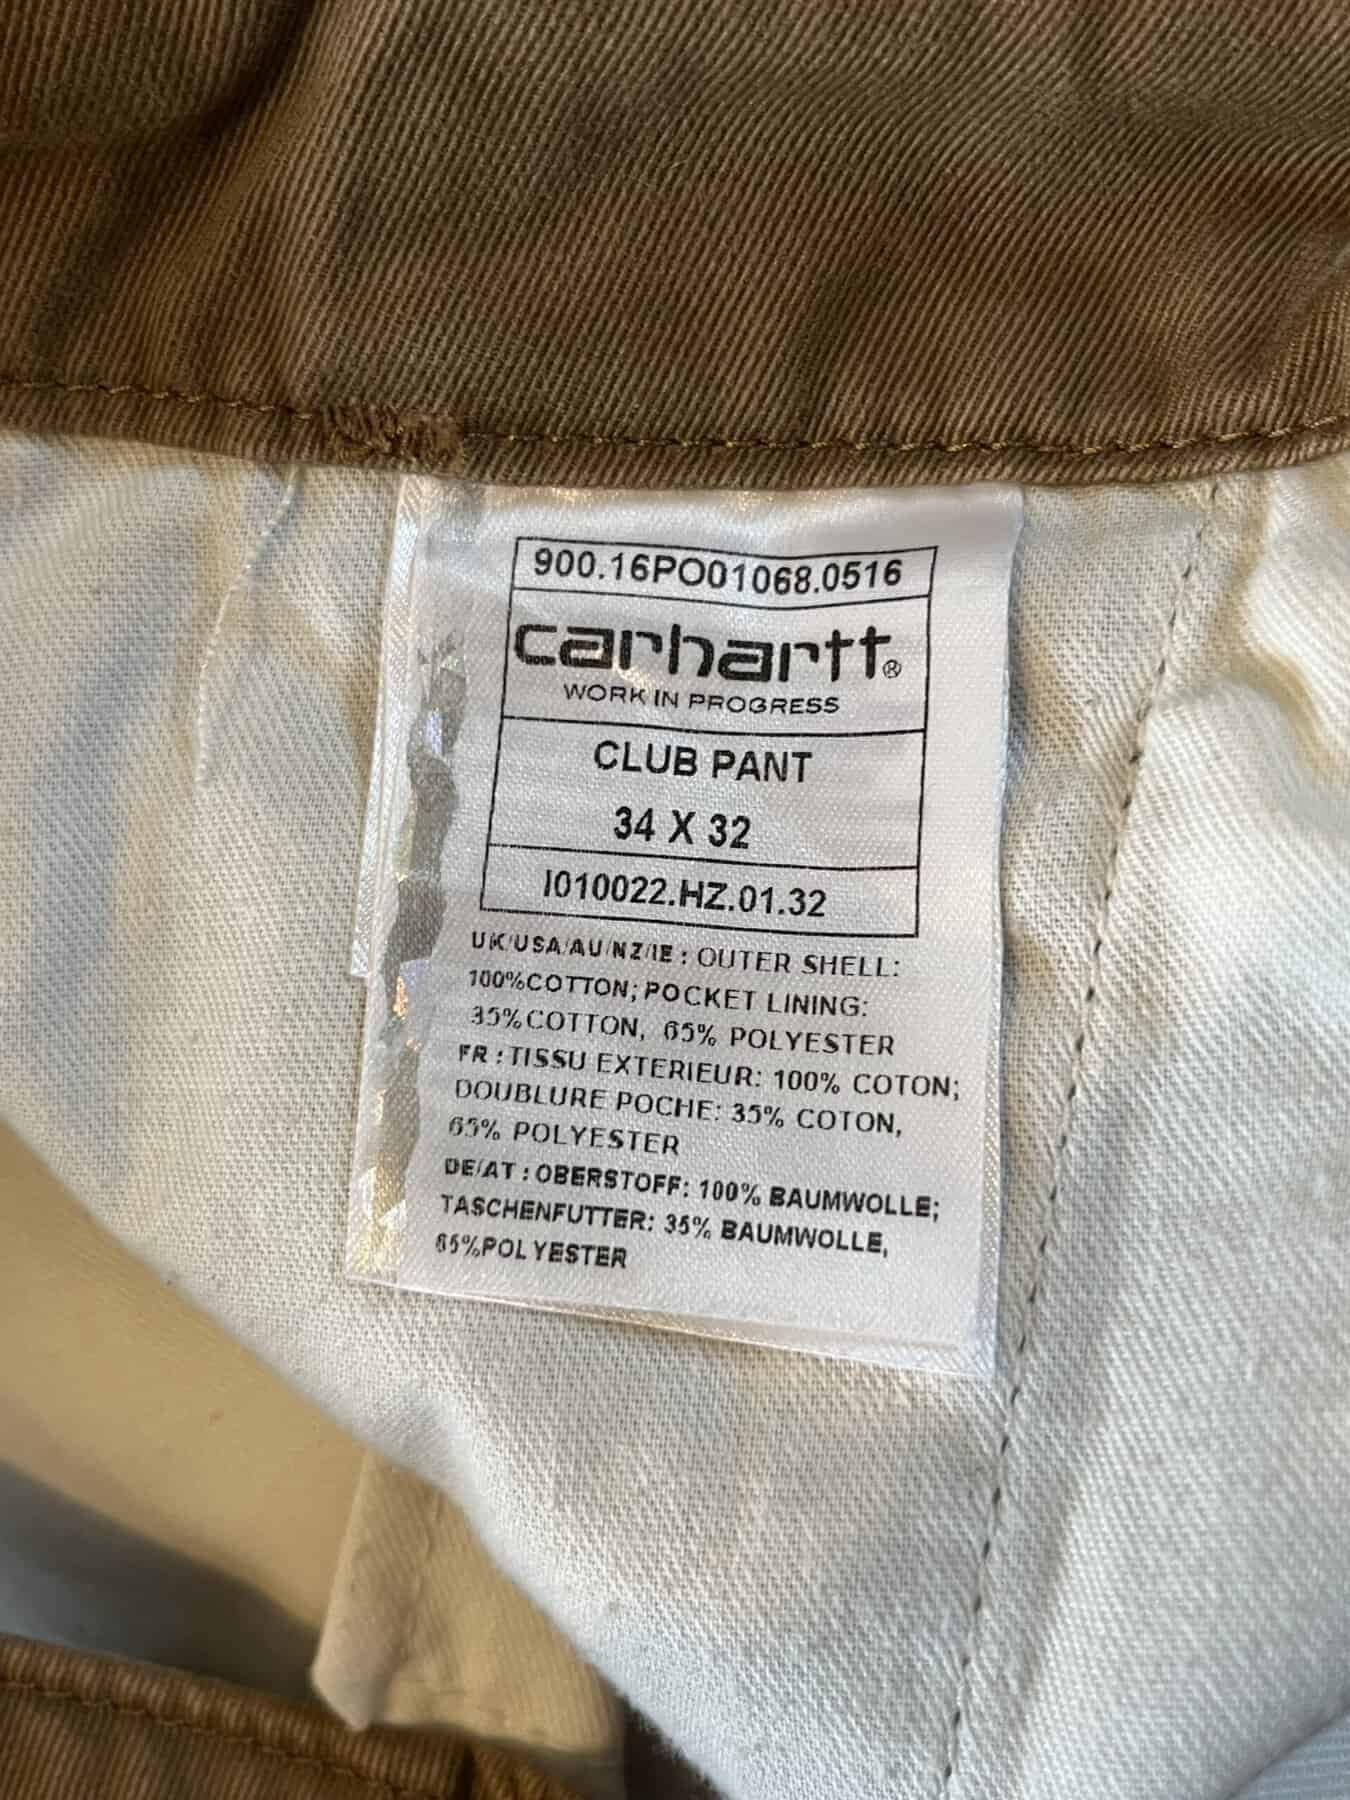 900.16PO01068.0516
carhartt®
WORK IN PROGRESS
CLUB PANT
34 X 32
I010022.HZ.01.32
UK/USA/AU/NZ/IE : OUTER SHELL:
100%COTTON; POCKET LINING:
35%COTTON, 65% POLYESTER
FR : TISSU EXTERIEUR: 100% COTON;
DOUBLURE POCHE: 35% COTON,
65% POLYESTER
DE/AT : OBERSTOFF: 100% BAUMWOLLE;
TASCHENFUTTER: 35% BAUMWOLLE,
65%POLYESTER